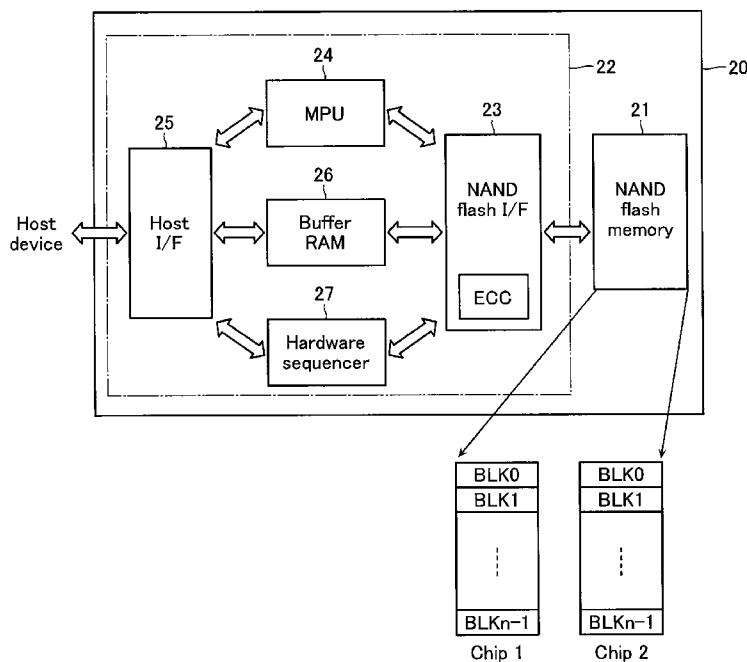 24
22
20
MPU
25
23
21
26
Host
device
Host
I/F
Buffer
RAM
NAND
flash I/F
NAND
flash
memory
ECC
27
Hardware
sequencer
BLK0
BLK1
BLKn-1
Chip 1
BLK0
BLK1
BLKn-1
Chip 2